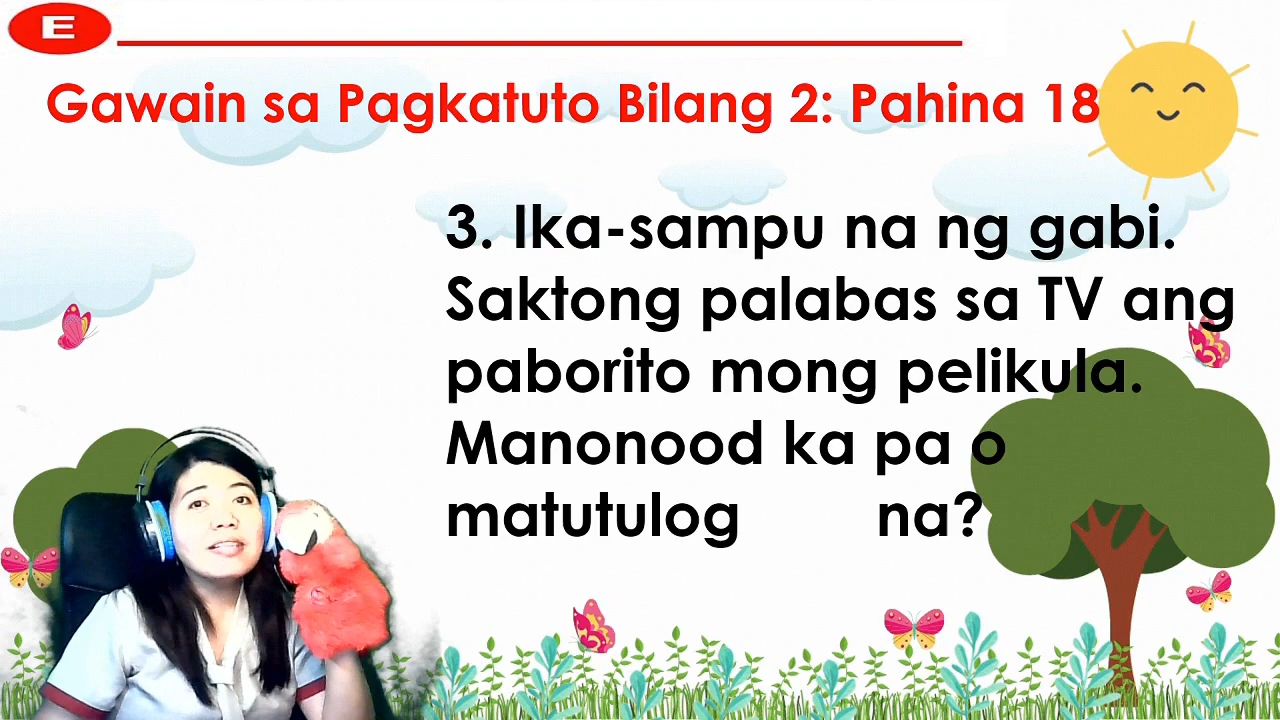 E
Gawain sa Pagkatuto Bilang 2: Pahina 18
3. Ika-sampu na ng gabi.
Saktong palabas sa TV ang
paborito mong pelikula.
Manonood ka pa o
matutulog na?